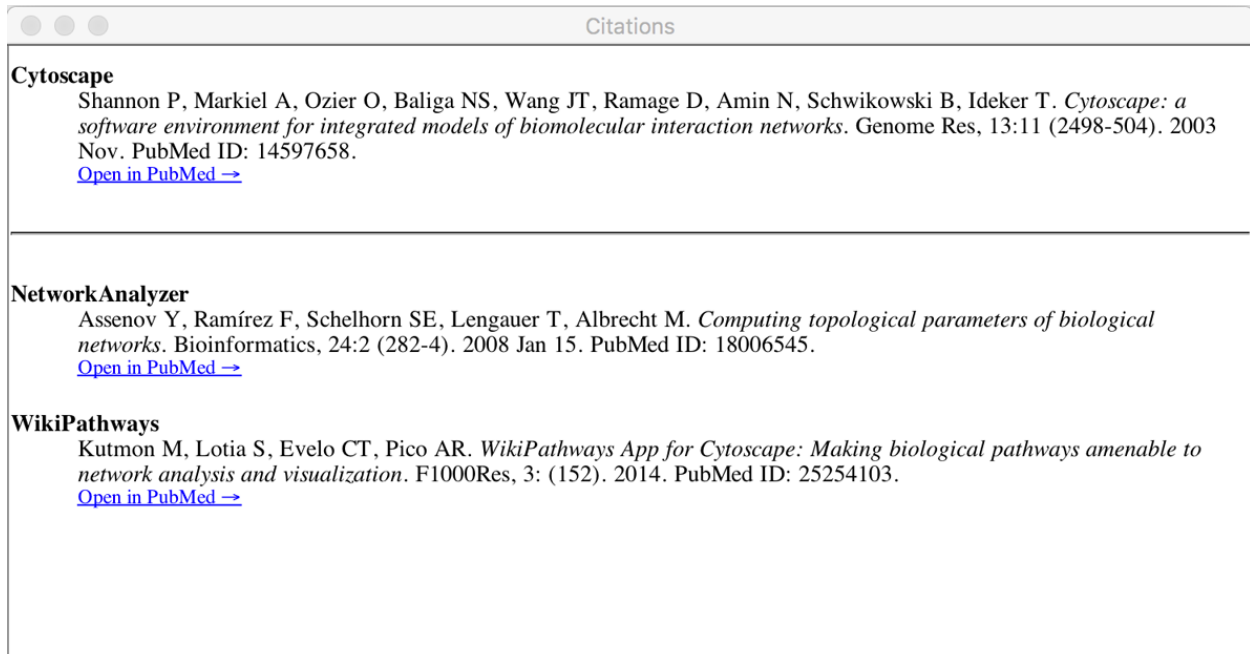 Citations
Cytoscape
Shannon P, Markiel A, Ozier O, Baliga NS, Wang JT, Ramage D, Amin N, Schwikowski B, Ideker T. Cytoscape: a
software environment for integrated models of biomolecular interaction networks. Genome Res, 13:11 (2498-504). 2003
Nov. PubMed ID: 14597658.
Open in PubMed →
NetworkAnalyzer
Assenov Y, Ramírez F, Schelhorn SE, Lengauer T, Albrecht M. Computing topological parameters of biological
networks. Bioinformatics, 24:2 (282-4). 2008 Jan 15. PubMed ID: 18006545.
Open in PubMed →
WikiPathways
Kutmon M, Lotia S, Evelo CT, Pico AR. WikiPathways App for Cytoscape: Making biological pathways amenable to
network analysis and visualization. F1000Res, 3: (152). 2014. PubMed ID: 25254103.
Open in PubMed →